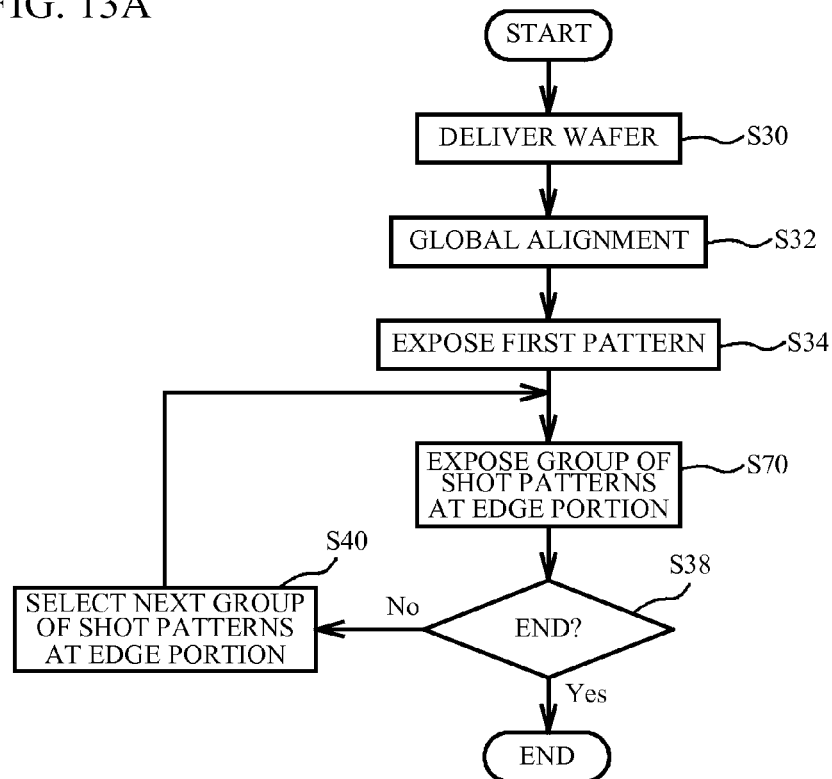 FIG. 13A
START
DELIVER WAFER
S30
GLOBAL ALIGNMENT
S32
EXPOSE FIRST PATTERN
S34
EXPOSE GROUP OF
SHOT PATTERNS
AT EDGE PORTION
S70
S38
END?
No
S40
SELECT NEXT GROUP
OF SHOT PATTERNS
AT EDGE PORTION
Yes
END